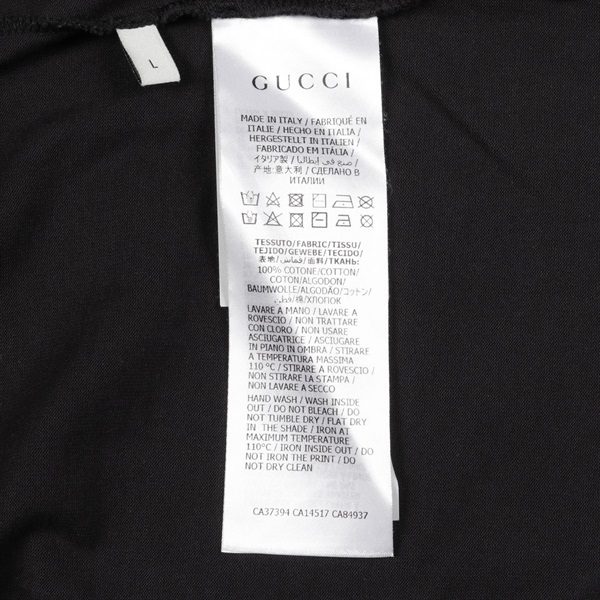 L
GUCCI
MADE IN ITALY / FABRIQUÉ EN
ITALIE / HECHO EN ITALIA /
HERGESTELLT IN ITALIEN /
FABRICADO EM ITÁLIA /
イタリア製 / صنع في إيطاليا /
产地:意大利 / СДЕЛАНО В
ИТАЛИИ
TESSUTO/FABRIC/TISSU/
TEJIDO/GEWEBE/TECIDO/
表地/قماش/面料/ТКАНЬ:
100% COTONE/COTTON/
COTON/ALGODON/
BAUMWOLLE/ALGODÃO/コットン/
قطن/棉/ХЛОПОК
LAVARE A MANO / LAVARE A
ROVESCIO / NON TRATTARE
CON CLORO / NON USARE
ASCIUGATRICE / ASCIUGARE
IN PIANO IN OMBRA / STIRARE
A TEMPERATURA MASSIMA
110°C / STIRARE A ROVESCIO /
NON STIRARE LA STAMPA /
NON LAVARE A SECCO
HAND WASH / WASH INSIDE
OUT / DO NOT BLEACH / DO
NOT TUMBLE DRY / FLAT DRY
IN THE SHADE / IRON AT
MAXIMUM TEMPERATURE
110°C / IRON INSIDE OUT / DO
NOT IRON THE PRINT / DO
NOT DRY CLEAN
CA37394 CA14517 CA84937